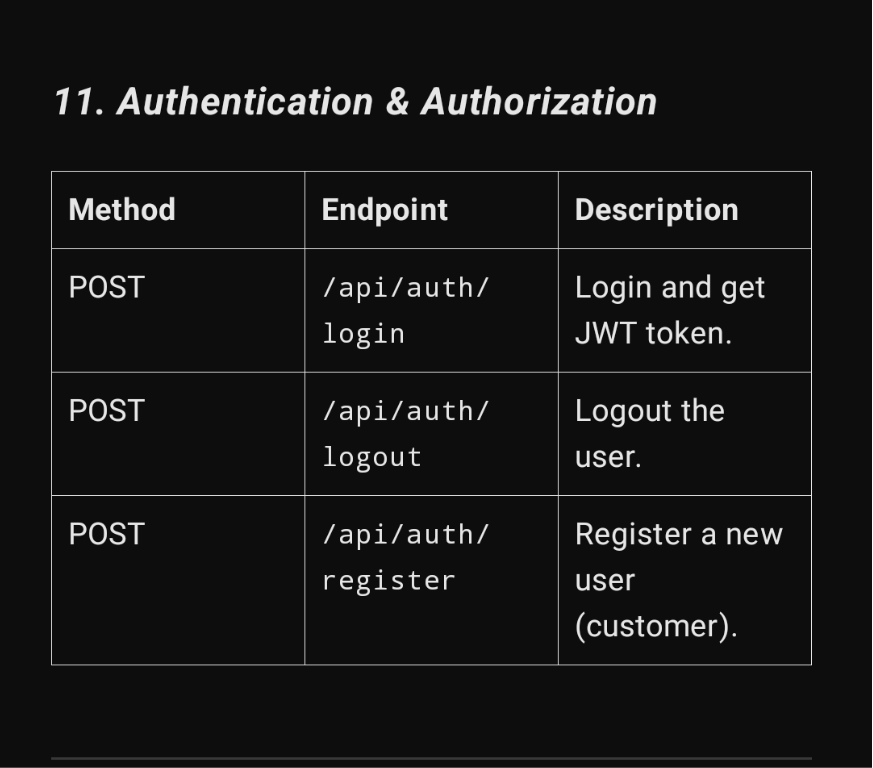 11. Authentication & Authorization
Method Endpoint Description
POST /api/auth/ Login and get
login JWT token.
POST /api/auth/ Logout the
logout user.
POST /api/auth/ Register a new
register user
(customer).